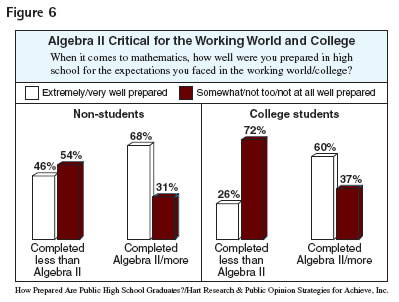 Figure 6
Algebra II Critical for the Working World and College
When it comes to mathematics, how well were you prepared in high
school for the expectations you faced in the working world/college?
Extremely/very well prepared Somewhat/not too/not at all well prepared
Non-students College students
46% 54% 68% 31% 26% 72% 60% 37%
Completed
less than
Algebra II
Completed
Algebra II/more
Completed
less than
Algebra II
Completed
Algebra II/more
How Prepared Are Public High School Graduates?/Hart Research & Public Opinion Strategies for Achieve, Inc.